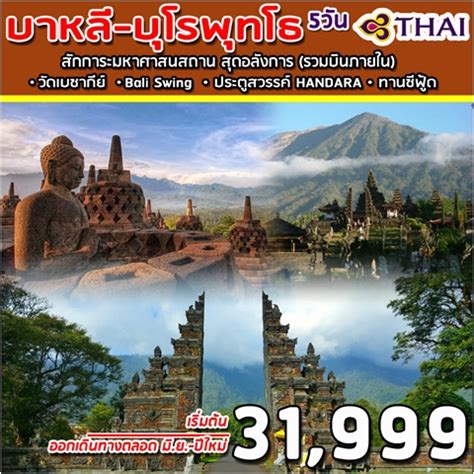 บาหลี-บุโรพุทโธ 5วัน THAI
สักการะมหาศาสนสถาน สุดอลังการ (รวมบินภายใน)
• วัดเบซากีย์ • Bali Swing • ประตูสวรรค์ HANDARA • ทานซีฟู้ด
เริ่มต้น
ออกเดินทางตลอด มิ.ย.-ปีใหม่
31,999